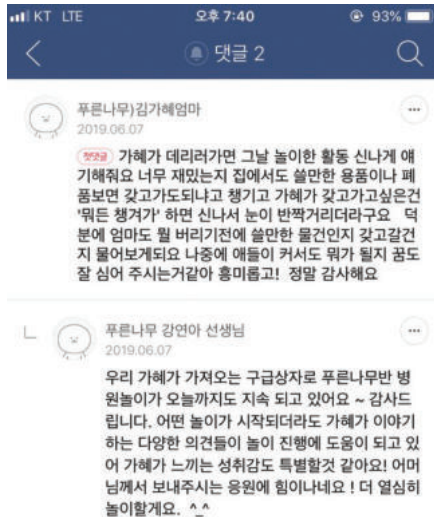 KT LTE 오후 7:40 93%
댓글 2
푸른나무)김가혜엄마
2019.06.07
첫댓글 가혜가 데리러가면 그날 놀이한 활동 신나게 얘
기해줘요 너무 재밌는지 집에서도 쓸만한 용품이나 폐
품보면 갖고가도되냐고 챙기고 가혜가 갖고가고싶은건
'뭐든 챙겨가' 하면 신나서 눈이 반짝거리더라구요 덕
분에 엄마도 뭘 버리기전에 쓸만한 물건인지 갖고갈건
지 물어보게되요 나중에 애들이 커서도 뭐가 될지 꿈도
잘 심어 주시는거같아 흥미롭고! 정말 감사해요
푸른나무 강연아 선생님
2019.06.07
우리 가혜가 가져오는 구급상자로 푸른나무반 병
원놀이가 오늘까지도 지속 되고 있어요 ~ 감사드
립니다. 어떤 놀이가 시작되더라도 가혜가 이야기
하는 다양한 의견들이 놀이 진행에 도움이 되고 있
어 가혜가 느끼는 성취감도 특별할것 같아요! 어머
님께서 보내주시는 응원에 힘이나네요 ! 더 열심히
놀이할게요. ^_^